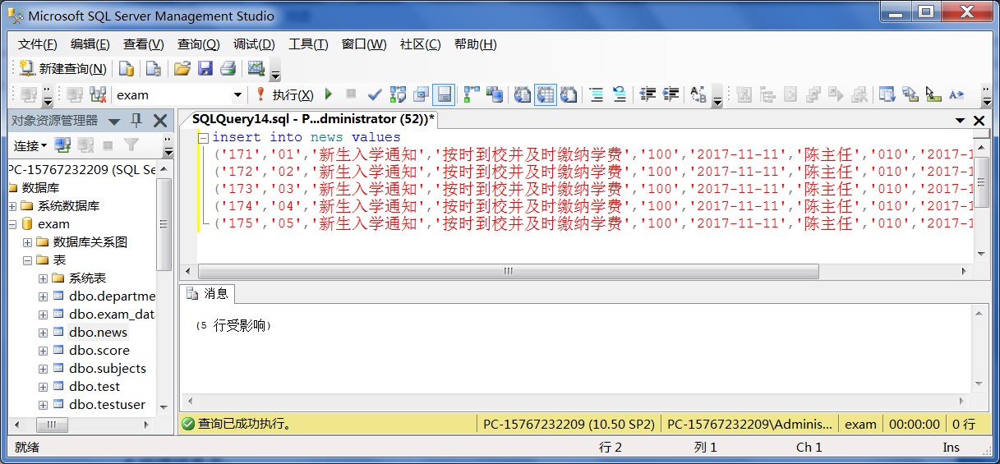 Microsoft SQL Server Management Studio
文件(F) 编辑(E) 查看(V) 查询(Q) 调试(D) 工具(T) 窗口(W) 社区(C) 帮助(H)
新建查询(N)
exam 执行(X)
对象资源管理器
连接
PC-15767232209 (SQL Se
数据库
系统数据库
exam
数据库关系图
表
系统表
dbo.departme
dbo.exam_dat
dbo.news
dbo.score
dbo.subjects
dbo.test
dbo.testuser
SQLQuery14.sql - P...dministrator (52))*
insert into news values
('171','01','新生入学通知','按时到校并及时缴纳学费','100','2017-11-11','陈主任','010','2017-1
('172','02','新生入学通知','按时到校并及时缴纳学费','100','2017-11-11','陈主任','010','2017-1
('173','03','新生入学通知','按时到校并及时缴纳学费','100','2017-11-11','陈主任','010','2017-1
('174','04','新生入学通知','按时到校并及时缴纳学费','100','2017-11-11','陈主任','010','2017-1
('175','05','新生入学通知','按时到校并及时缴纳学费','100','2017-11-11','陈主任','010','2017-1
消息
(5 行受影响)
查询已成功执行。 PC-15767232209 (10.50 SP2) PC-15767232209\Adminis... exam 00:00:00 0 行
就绪 行 2 列 1 Ch 1 Ins